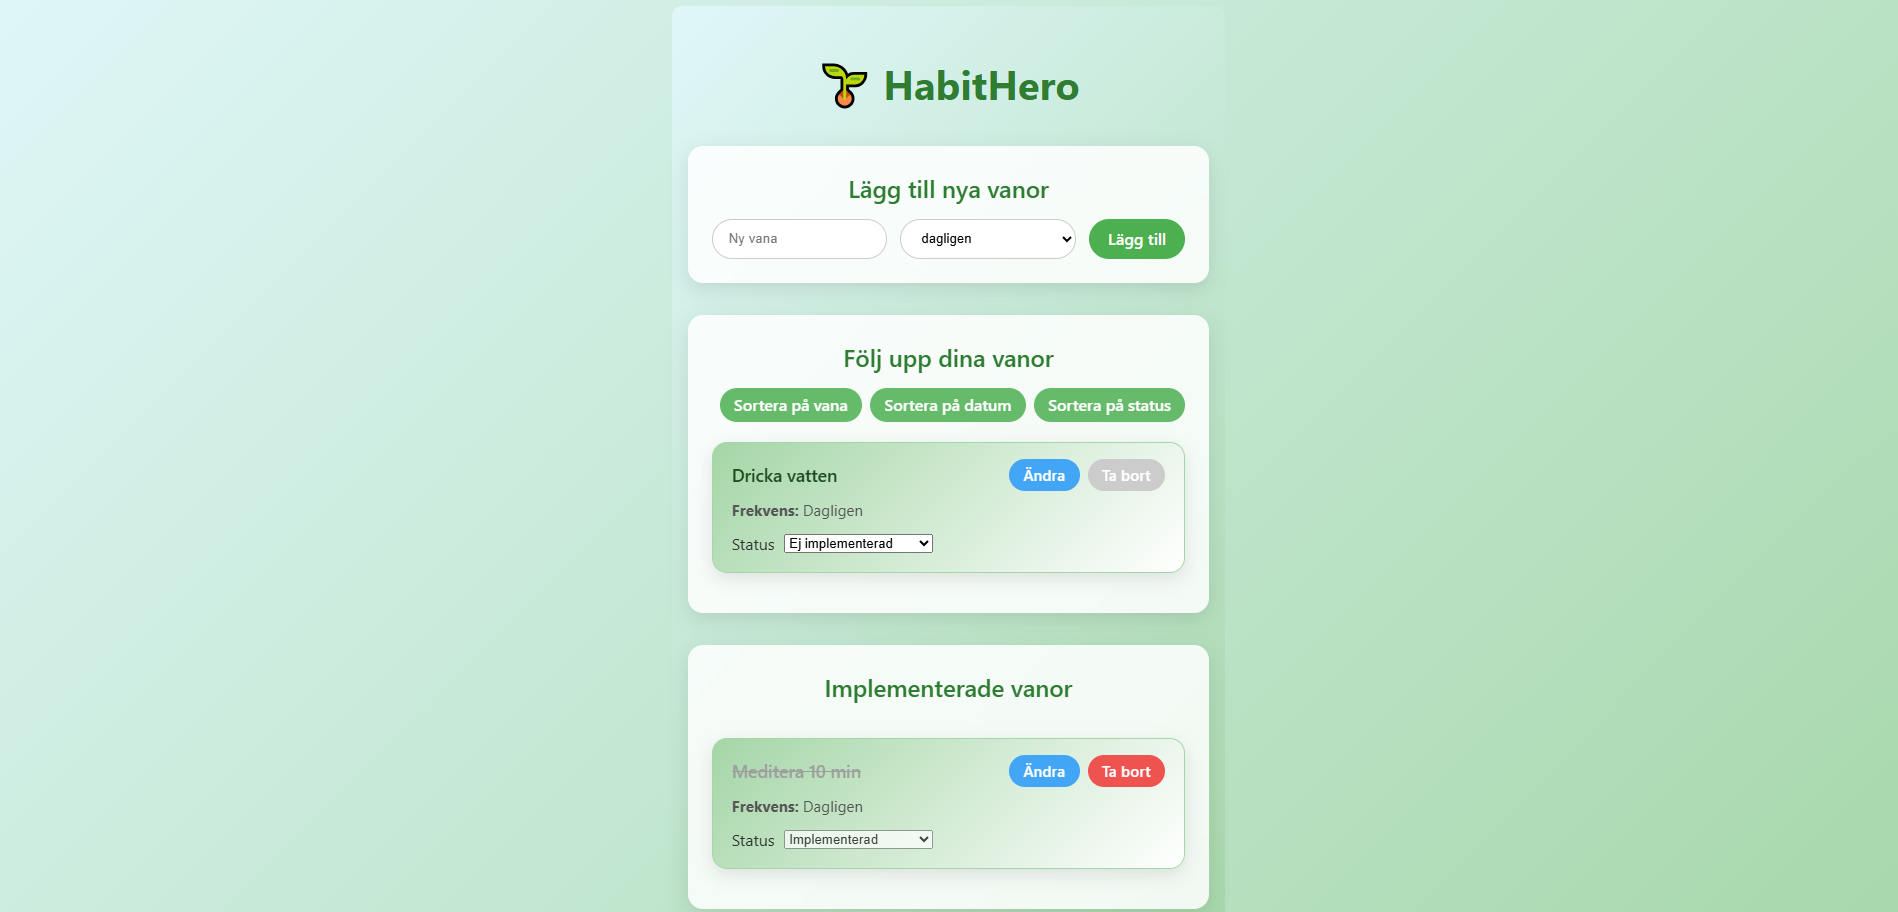 HabitHero
Lägg till nya vanor
Ny vana dagligen Lägg till
Följ upp dina vanor
Sortera på vana Sortera på datum Sortera på status
Dricka vatten Ändra Ta bort
Frekvens: Dagligen
Status Ej implementerad
Implementerade vanor
Meditera 10 min Ändra Ta bort
Frekvens: Dagligen
Status Implementerad